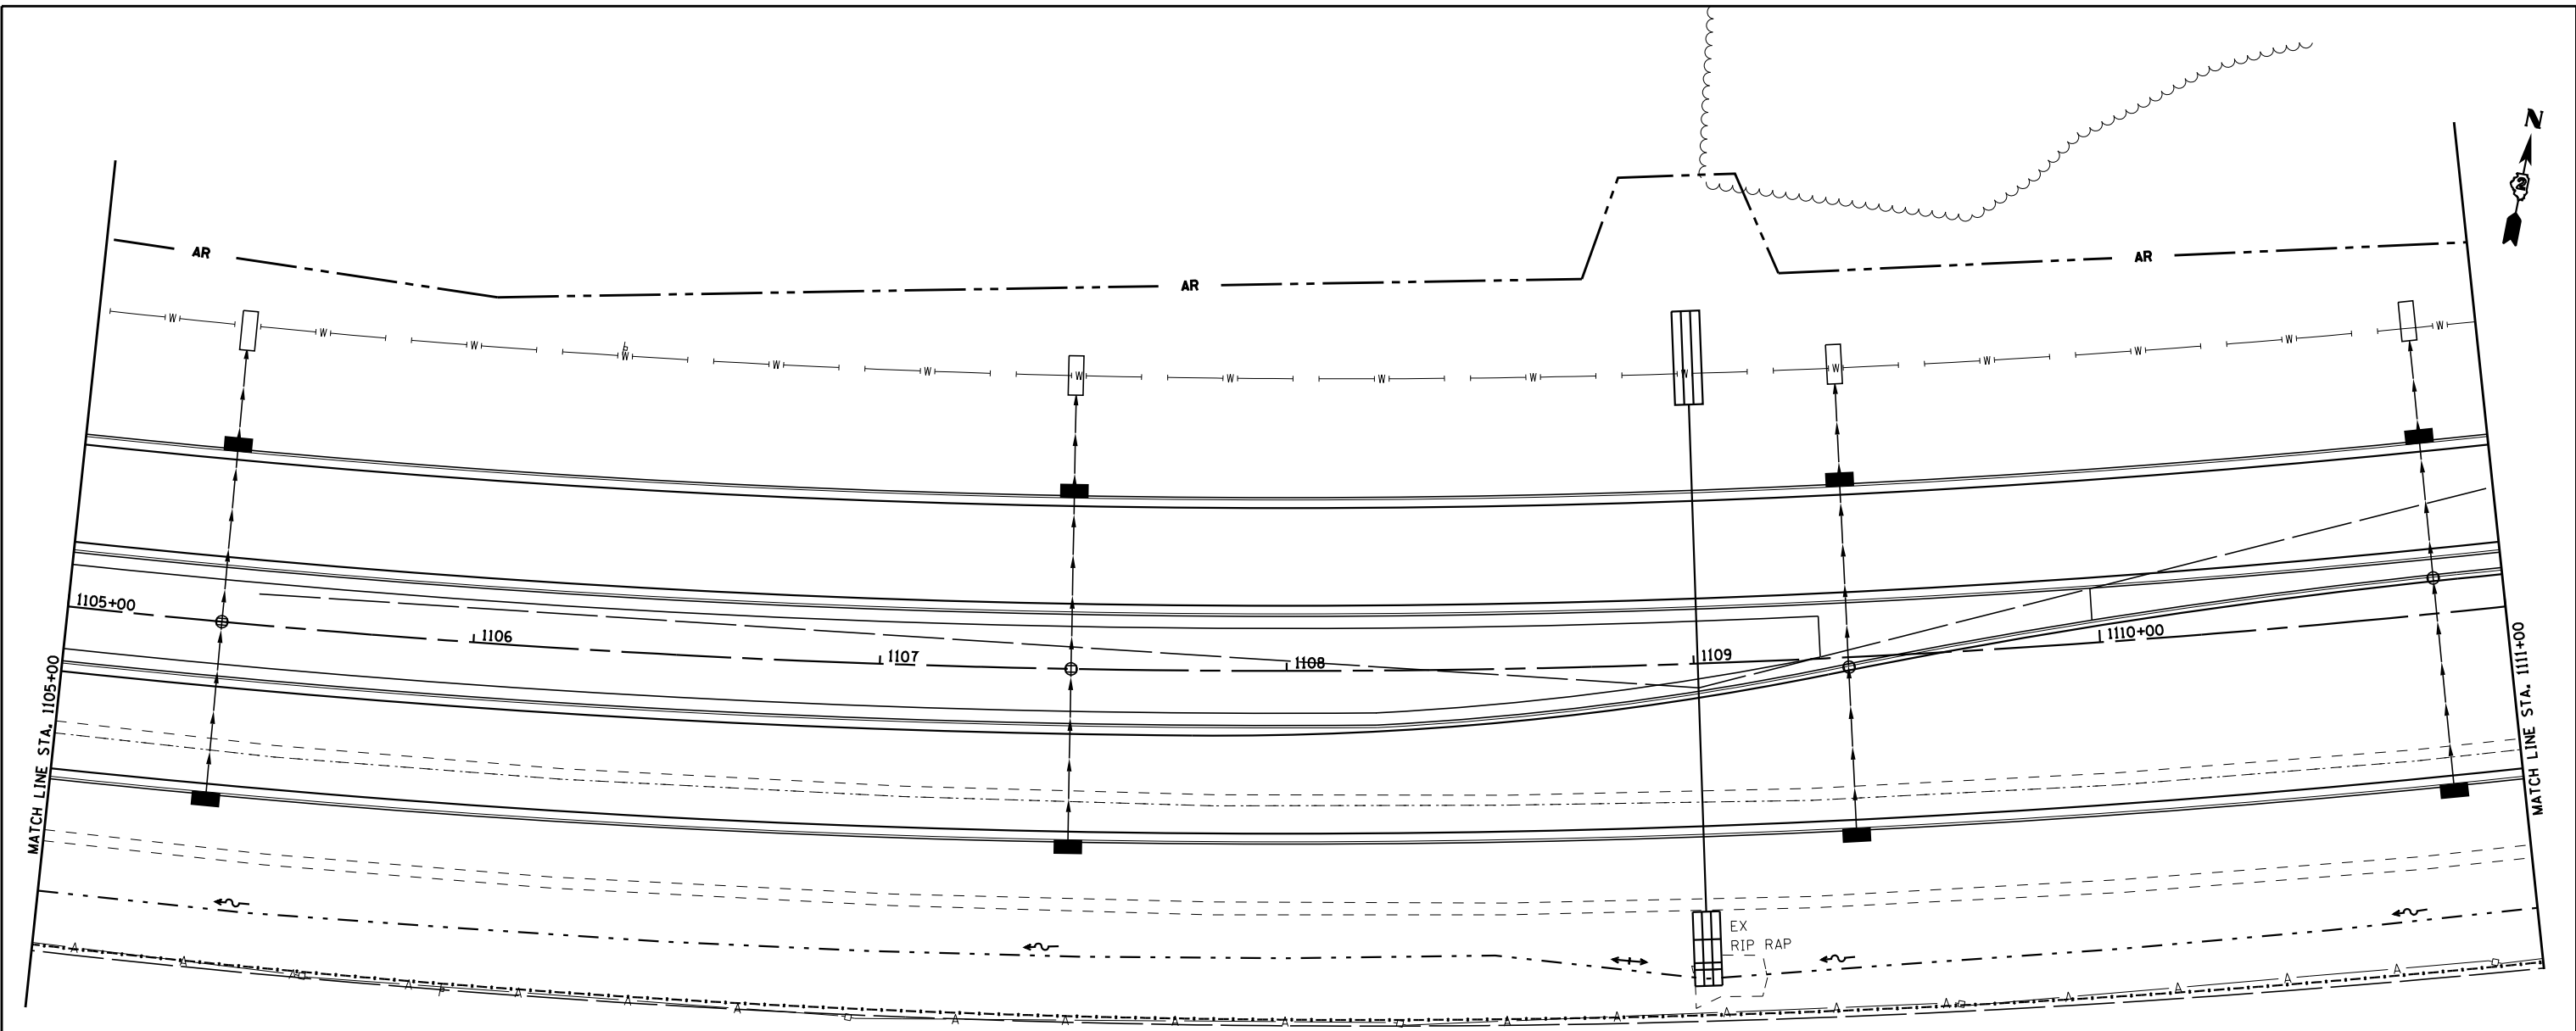 N
2
AR
AR
AR
W W W W W W W W W W W W W W W W
1105+00
1106
1107
1108
1109
1110+00
MATCH LINE STA. 1105+00
MATCH LINE STA. 1111+00
EX
RIP RAP
A A A A A A A A A A A A A A A A A A A A A A